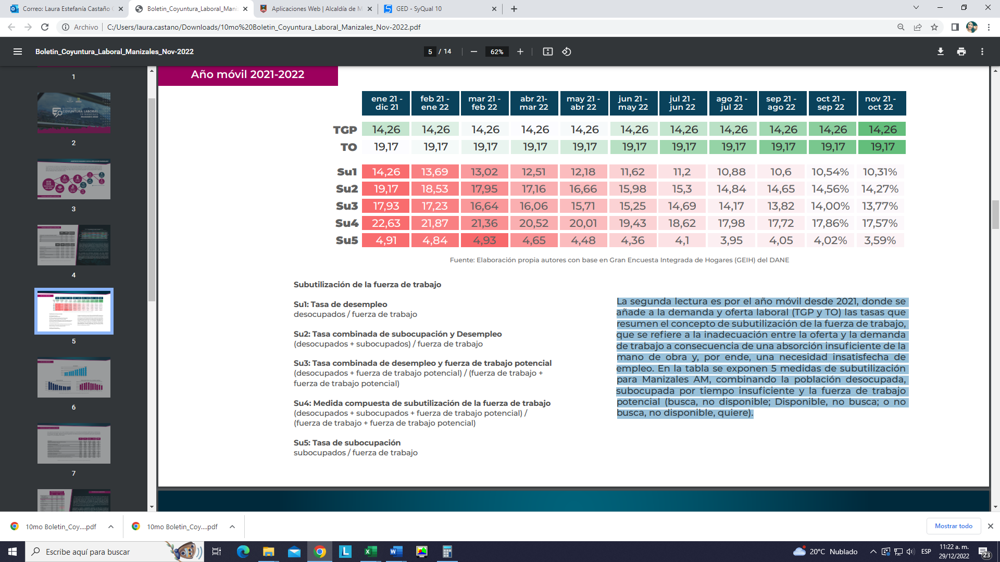 Correo: Laura Estefanía Castaño
Boletin_Coyuntura_Laboral_Mani
Aplicaciones Web | Alcaldía de M
GED - SyQual 10
Archivo
C:/Users/laura.castano/Downloads/10mo%20Boletin_Coyuntura_Laboral_Manizales_Nov-2022.pdf
Boletin_Coyuntura_Laboral_Manizales_Nov-2022
5 / 14
62%
1
2
3
4
5
6
7
Año móvil 2021-2022
ene 21 - dic 21 feb 21 - ene 22 mar 21 - feb 22 abr 21- mar 22 may 21 - abr 22 jun 21 - may 22 jul 21 - jun 22 ago 21 - jul 22 sep 21 - ago 22 oct 21 - sep 22 nov 21 - oct 22
TGP 14,26 14,26 14,26 14,26 14,26 14,26 14,26 14,26 14,26 14,26 14,26
TO 19,17 19,17 19,17 19,17 19,17 19,17 19,17 19,17 19,17 19,17 19,17
Su1 14,26 13,69 13,02 12,51 12,18 11,62 11,2 10,88 10,6 10,54% 10,31%
Su2 19,17 18,53 17,95 17,16 16,66 15,98 15,3 14,84 14,65 14,56% 14,27%
Su3 17,93 17,23 16,64 16,06 15,71 15,25 14,69 14,17 13,82 14,00% 13,77%
Su4 22,63 21,87 21,36 20,52 20,01 19,43 18,62 17,98 17,72 17,86% 17,57%
Su5 4,91 4,84 4,93 4,65 4,48 4,36 4,1 3,95 4,05 4,02% 3,59%
Fuente: Elaboración propia autores con base en Gran Encuesta Integrada de Hogares (GEIH) del DANE
Subutilización de la fuerza de trabajo
Su1: Tasa de desempleo
desocupados / fuerza de trabajo
Su2: Tasa combinada de subocupación y Desempleo
(desocupados + subocupados) / fuerza de trabajo
Su3: Tasa combinada de desempleo y fuerza de trabajo potencial
(desocupados + fuerza de trabajo potencial) / (fuerza de trabajo +
fuerza de trabajo potencial)
Su4: Medida compuesta de subutilización de la fuerza de trabajo
(desocupados + subocupados + fuerza de trabajo potencial) /
(fuerza de trabajo + fuerza de trabajo potencial)
Su5: Tasa de subocupación
subocupados / fuerza de trabajo
La segunda lectura es por el año móvil desde 2021, donde se
añade a la demanda y oferta laboral (TGP y TO) las tasas que
resumen el concepto de subutilización de la fuerza de trabajo,
que se refiere a la inadecuación entre la oferta y la demanda
de trabajo a consecuencia de una absorción insuficiente de la
mano de obra y, por ende, una necesidad insatisfecha de
empleo. En la tabla se exponen 5 medidas de subutilización
para Manizales AM, combinando la población desocupada,
subocupada por tiempo insuficiente y la fuerza de trabajo
potencial (busca, no disponible; Disponible, no busca; o no
busca, no disponible, quiere).
10mo Boletin_Coy....pdf
10mo Boletin_Coy....pdf
Mostrar todo
Escribe aquí para buscar
20°C Nublado
ESP
11:22 a. m.
29/12/2022
23